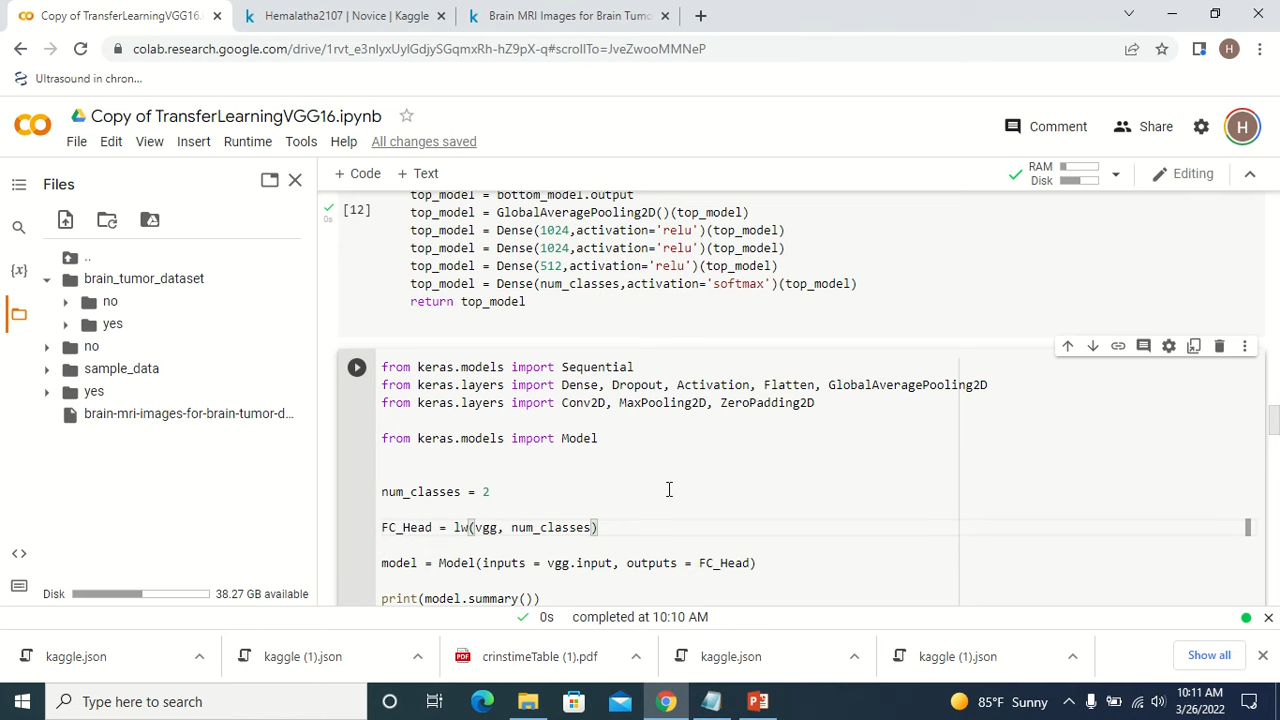 Copy of TransferLearningVGG16.ip
Hemalatha2107 | Novice | Kaggle
Brain MRI Images for Brain Tumo
colab.research.google.com/drive/1rvt_e3nlyxUylGdjySGqmxRh-hZ9pX-q#scrollTo=JveZwooMMNeP
H
Ultrasound in chron...
Copy of TransferLearningVGG16.ipynb
Comment
Share
H
File Edit View Insert Runtime Tools Help All changes saved
Files
+ Code + Text
RAM
Disk
Editing
..
brain_tumor_dataset
no
yes
no
sample_data
yes
brain-mri-images-for-brain-tumor-d...
Disk
38.27 GB available
top_model = bottom_model.output
[12]
top_model = GlobalAveragePooling2D()(top_model)
top_model = Dense(1024,activation='relu')(top_model)
top_model = Dense(1024,activation='relu')(top_model)
top_model = Dense(512,activation='relu')(top_model)
top_model = Dense(num_classes,activation='softmax')(top_model)
return top_model
from keras.models import Sequential
from keras.layers import Dense, Dropout, Activation, Flatten, GlobalAveragePooling2D
from keras.layers import Conv2D, MaxPooling2D, ZeroPadding2D
from keras.models import Model
num_classes = 2
FC_Head = lw(vgg, num_classes)
model = Model(inputs = vgg.input, outputs = FC_Head)
print(model.summary())
0s completed at 10:10 AM
kaggle.json
kaggle (1).json
crinstimeTable (1).pdf
kaggle.json
kaggle (1).json
Show all
Type here to search
85°F Sunny
10:11 AM
3/26/2022